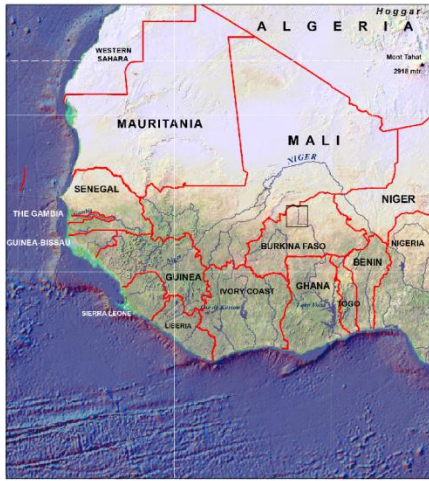 Hoggar
ALGERIA
WESTERN
SAHARA
Mont Tahat
2918 mtr
MAURITANIA
MALI
NIGER
SENEGAL
NIGER
THE GAMBIA
GUINEA-BISSAU
BURKINA FASO
NIGERIA
BENIN
GUINEA
IVORY COAST
GHANA
TOGO
SIERRA LEONE
LIBERIA